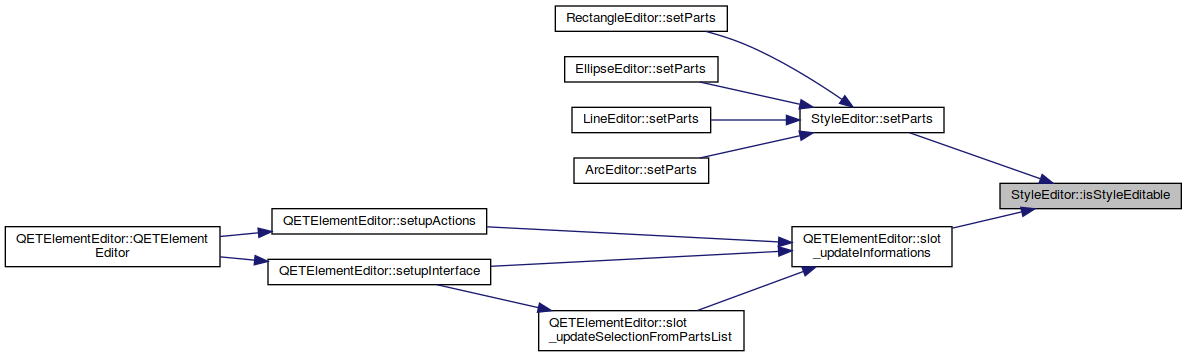 RectangleEditor::setParts
EllipseEditor::setParts
LineEditor::setParts
StyleEditor::setParts
ArcEditor::setParts
StyleEditor::isStyleEditable
QETElementEditor::setupActions
QETElementEditor::QETElement
Editor
QETElementEditor::slot
_updateInformations
QETElementEditor::setupInterface
QETElementEditor::slot
_updateSelectionFromPartsList